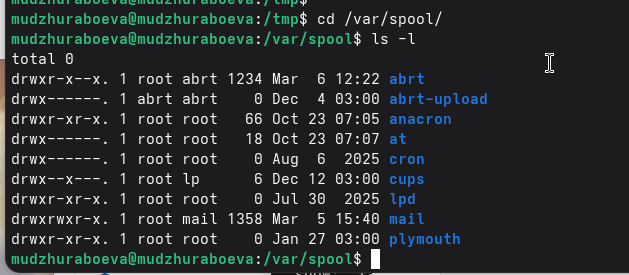 mudzhuraboeva@mudzhuraboeva:/tmp$ cd /var/spool/
mudzhuraboeva@mudzhuraboeva:/var/spool$ ls -l
total 0
drwxr-x--x. 1 root abrt 1234 Mar  6 12:22 abrt
drwx------. 1 abrt abrt    0 Dec  4 03:00 abrt-upload
drwxr-xr-x. 1 root root   66 Oct 23 07:05 anacron
drwx------. 1 root root   18 Oct 23 07:07 at
drwx------. 1 root root    0 Aug  6  2025 cron
drwx--x---. 1 root lp      6 Dec 12 03:00 cups
drwxr-xr-x. 1 root root    0 Jul 30  2025 lpd
drwxrwxr-x. 1 root mail 1358 Mar  5 15:40 mail
drwxr-xr-x. 1 root root    0 Jan 27 03:00 plymouth
mudzhuraboeva@mudzhuraboeva:/var/spool$